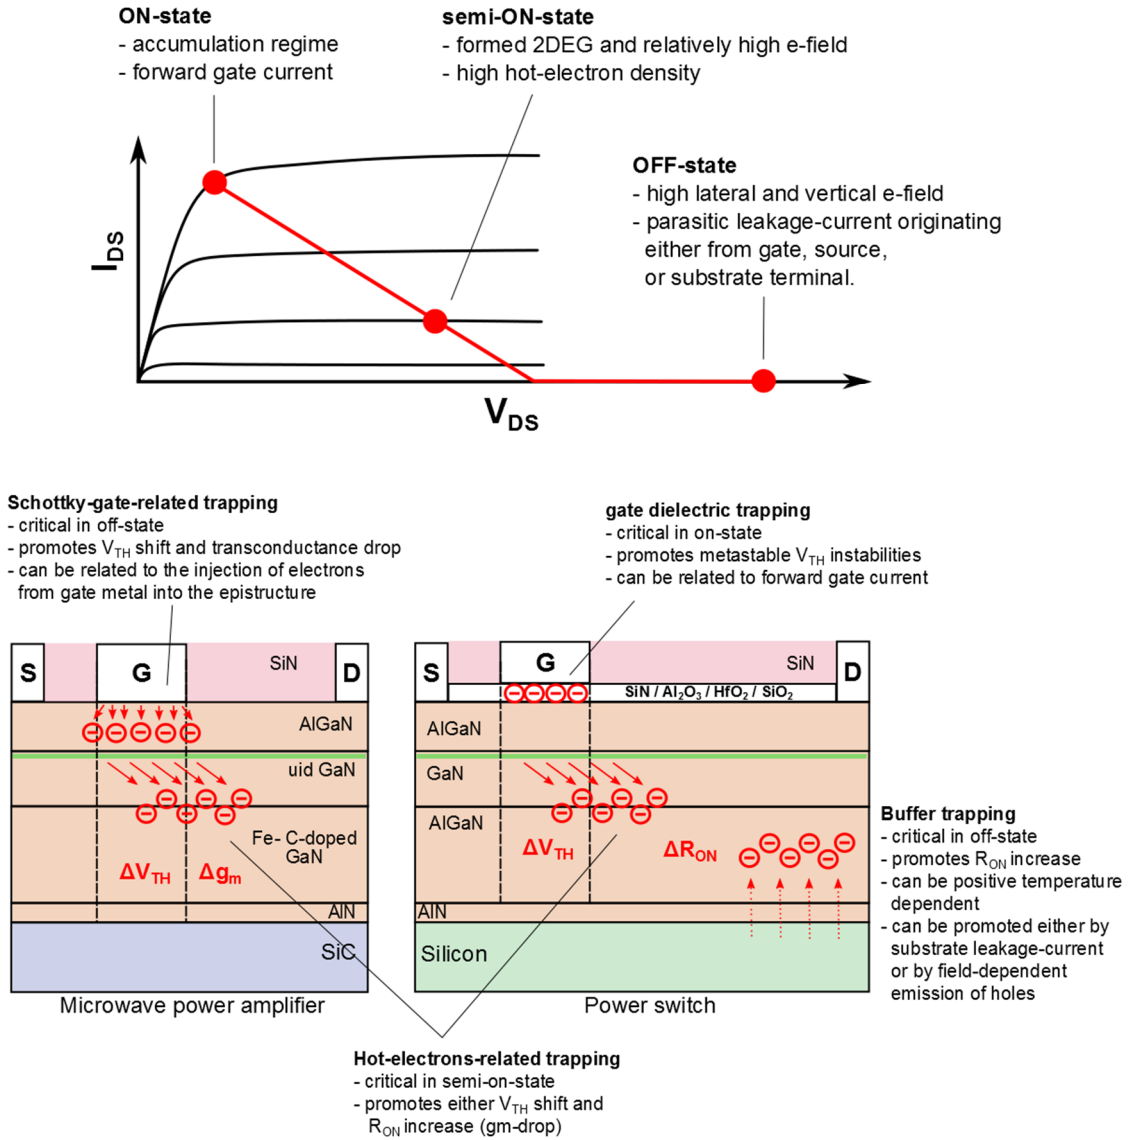 ON-state
- accumulation regime
- forward gate current
semi-ON-state
- formed 2DEG and relatively high e-field
- high hot-electron density
OFF-state
- high lateral and vertical e-field
- parasitic leakage-current originating
either from gate, source,
or substrate terminal.
IDS
VDS
Schottky-gate-related trapping
- critical in off-state
- promotes VTH shift and transconductance drop
- can be related to the injection of electrons
from gate metal into the epistructure
gate dielectric trapping
- critical in on-state
- promotes metastable VTH instabilities
- can be related to forward gate current
S
G
SiN
D
AlGaN
uid GaN
Fe- C-doped
GaN
ΔVTH
Δgm
AlN
SiC
Microwave power amplifier
S
G
SiN
D
SiN / Al2O3 / HfO2 / SiO2
AlGaN
GaN
AlGaN
ΔVTH
ΔRON
AlN
Silicon
Power switch
Buffer trapping
- critical in off-state
- promotes RON increase
- can be positive temperature
dependent
- can be promoted either by
substrate leakage-current
or by field-dependent
emission of holes
Hot-electrons-related trapping
- critical in semi-on-state
- promotes either VTH shift and
RON increase (gm-drop)